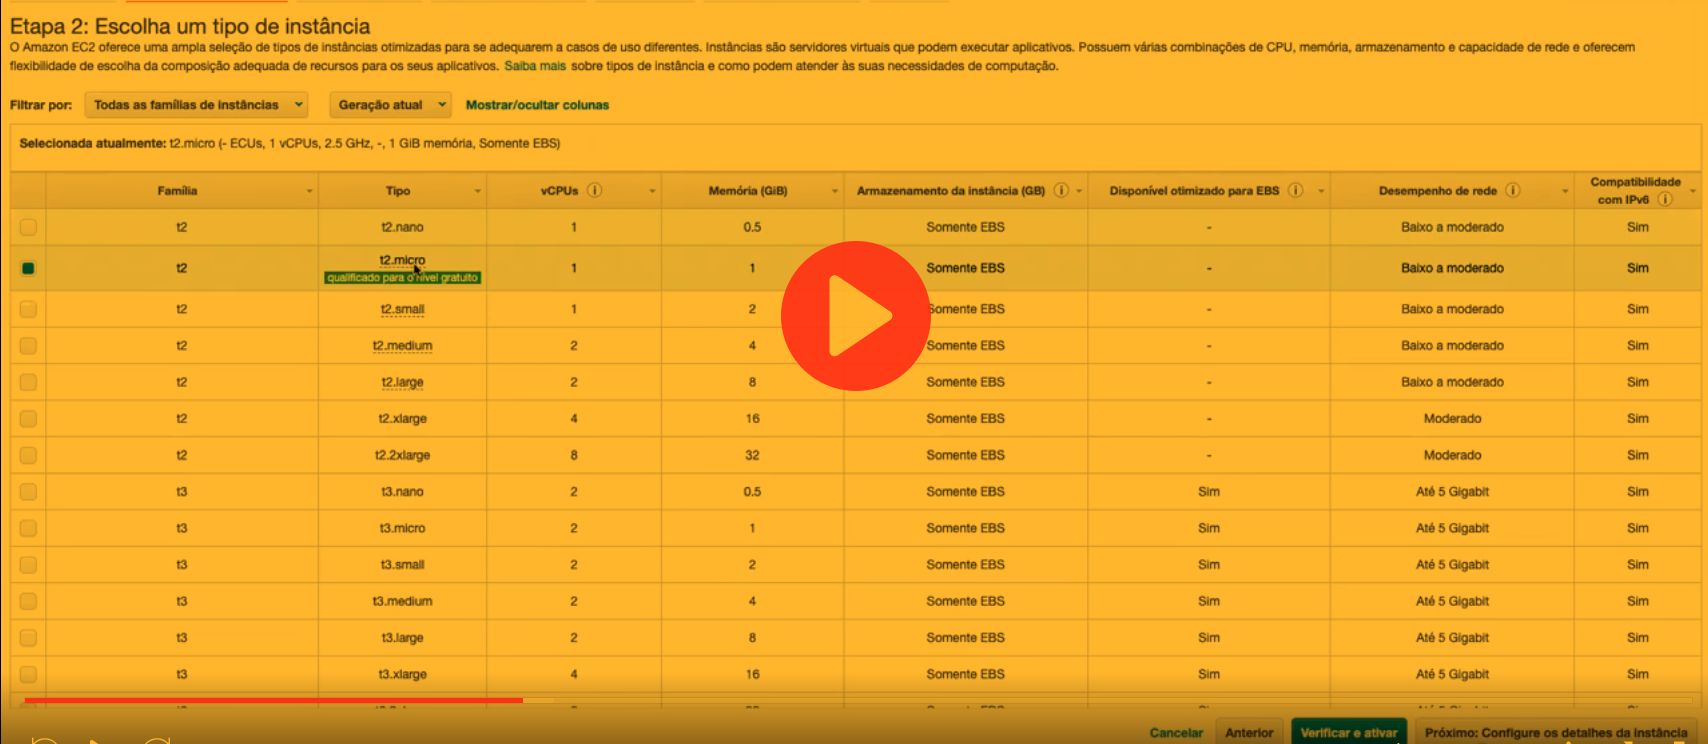 Etapa 2: Escolha um tipo de instância
O Amazon EC2 oferece uma ampla seleção de tipos de instâncias otimizadas para se adequarem a casos de uso diferentes. Instâncias são servidores virtuais que podem executar aplicativos. Possuem várias combinações de CPU, memória, armazenamento e capacidade de rede e oferecem
flexibilidade de escolha da composição adequada de recursos para os seus aplicativos. Saiba mais sobre tipos de instância e como podem atender às suas necessidades de computação.
Filtrar por: Todas as famílias de instâncias Geração atual Mostrar/ocultar colunas
Selecionada atualmente: t2.micro (- ECUs, 1 vCPUs, 2.5 GHz, -, 1 GiB memória, Somente EBS)
Família Tipo vCPUs Memória (GiB) Armazenamento da instância (GB) Disponível otimizado para EBS Desempenho de rede Compatibilidade com IPv6
t2 t2.nano 1 0.5 Somente EBS - Baixo a moderado Sim
t2 t2.micro 1 1 Somente EBS - Baixo a moderado Sim
qualificado para o nível gratuito
t2 t2.small 1 2 Somente EBS - Baixo a moderado Sim
t2 t2.medium 2 4 Somente EBS - Baixo a moderado Sim
t2 t2.large 2 8 Somente EBS - Baixo a moderado Sim
t2 t2.xlarge 4 16 Somente EBS - Moderado Sim
t2 t2.2xlarge 8 32 Somente EBS - Moderado Sim
t3 t3.nano 2 0.5 Somente EBS Sim Até 5 Gigabit Sim
t3 t3.micro 2 1 Somente EBS Sim Até 5 Gigabit Sim
t3 t3.small 2 2 Somente EBS Sim Até 5 Gigabit Sim
t3 t3.medium 2 4 Somente EBS Sim Até 5 Gigabit Sim
t3 t3.large 2 8 Somente EBS Sim Até 5 Gigabit Sim
t3 t3.xlarge 4 16 Somente EBS Sim Até 5 Gigabit Sim
Cancelar Anterior Verificar e ativar Próximo: Configure os detalhes da instância